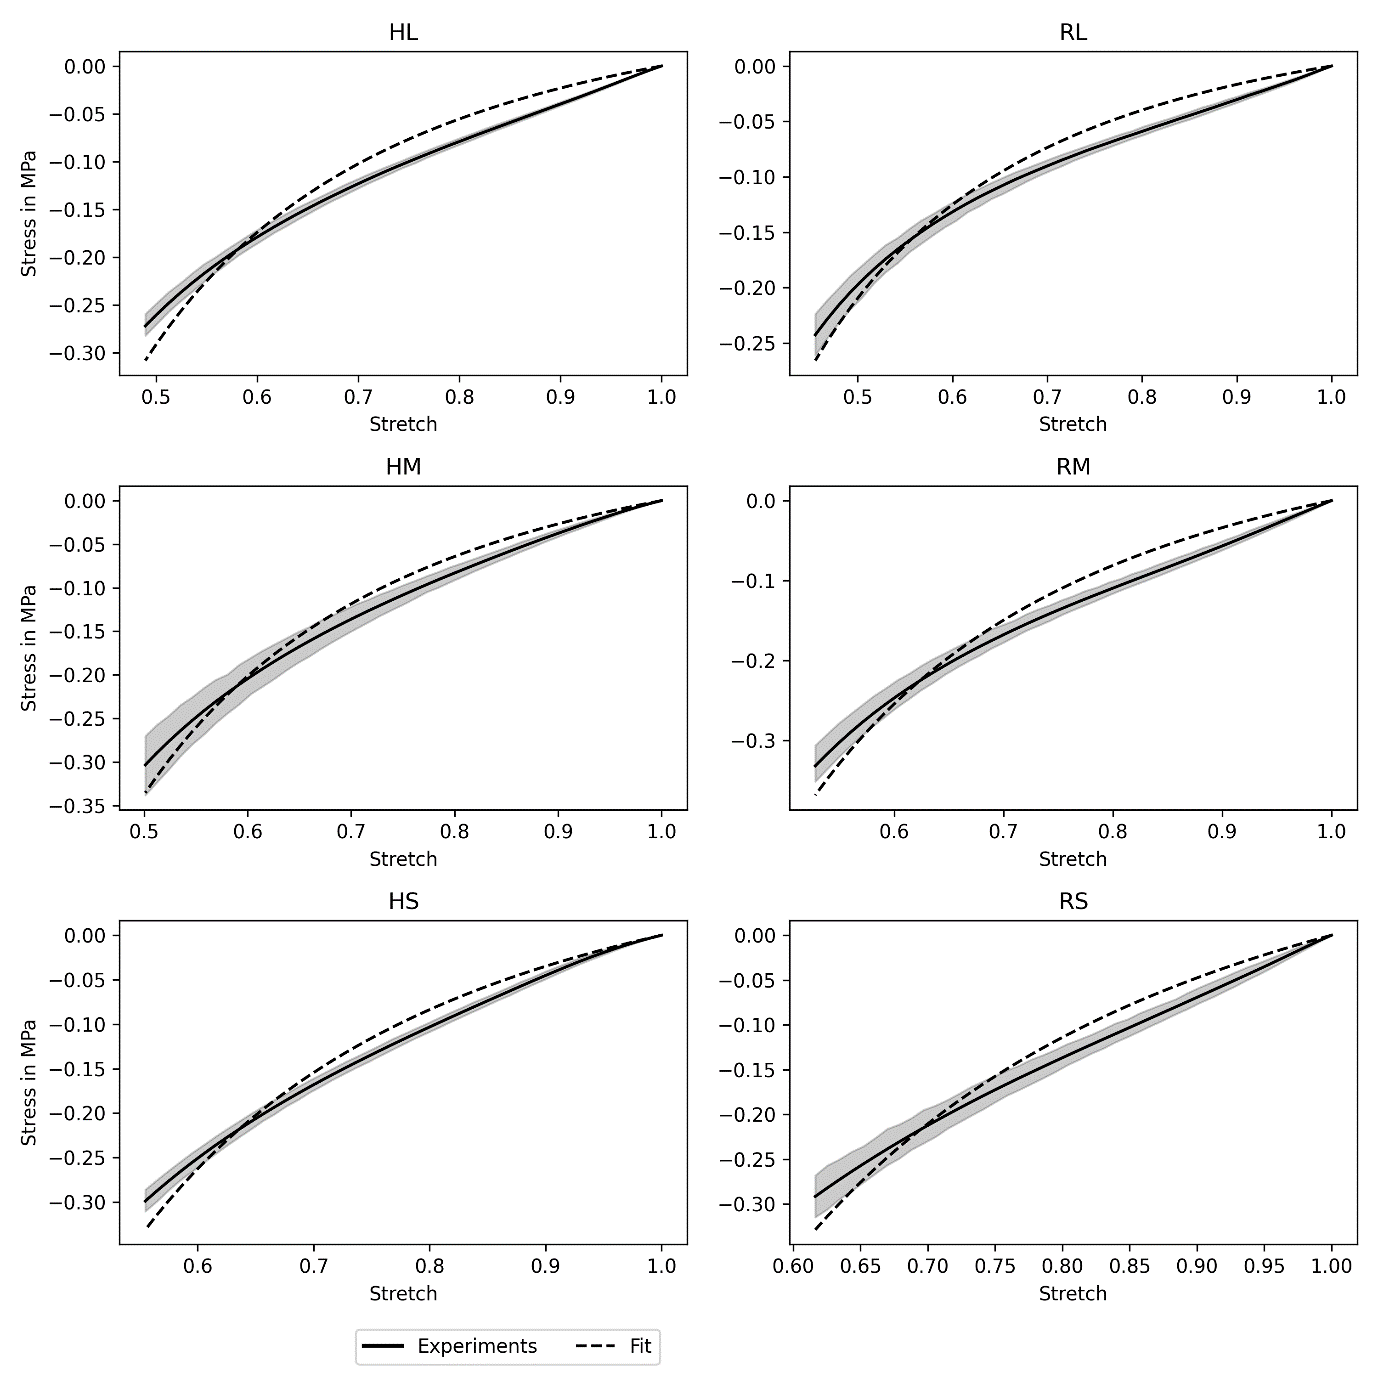 HL
RL
0.00
−0.05
−0.10
−0.15
−0.20
−0.25
−0.30
Stress in MPa
0.5 0.6 0.7 0.8 0.9 1.0
Stretch
0.00
−0.05
−0.10
−0.15
−0.20
−0.25
0.5 0.6 0.7 0.8 0.9 1.0
Stretch
HM
RM
0.00
−0.05
−0.10
−0.15
−0.20
−0.25
−0.30
−0.35
Stress in MPa
0.5 0.6 0.7 0.8 0.9 1.0
Stretch
0.0
−0.1
−0.2
−0.3
0.6 0.7 0.8 0.9 1.0
Stretch
HS
RS
0.00
−0.05
−0.10
−0.15
−0.20
−0.25
−0.30
Stress in MPa
0.6 0.7 0.8 0.9 1.0
Stretch
0.00
−0.05
−0.10
−0.15
−0.20
−0.25
−0.30
0.60 0.65 0.70 0.75 0.80 0.85 0.90 0.95 1.00
Stretch
Experiments Fit